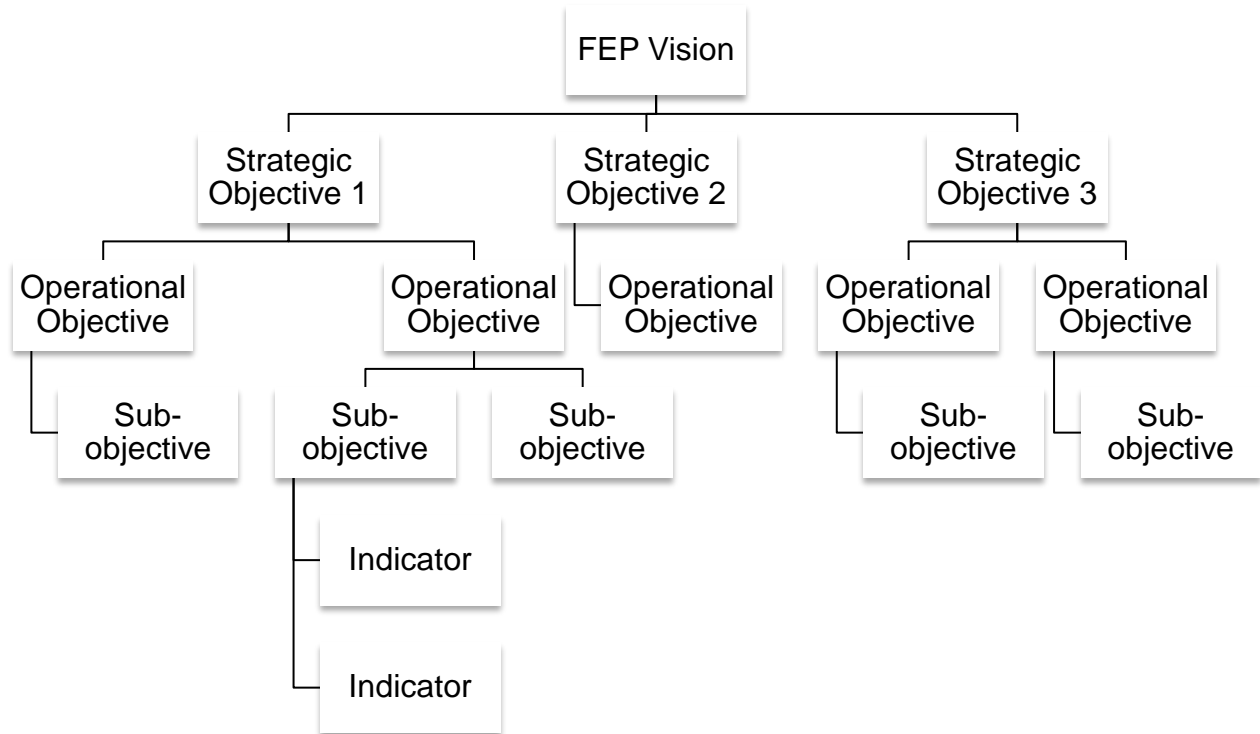 FEP Vision
Strategic
Objective 1
Strategic
Objective 2
Strategic
Objective 3
Operational
Objective
Operational
Objective
Operational
Objective
Operational
Objective
Operational
Objective
Sub-
objective
Sub-
objective
Sub-
objective
Sub-
objective
Sub-
objective
Indicator
Indicator